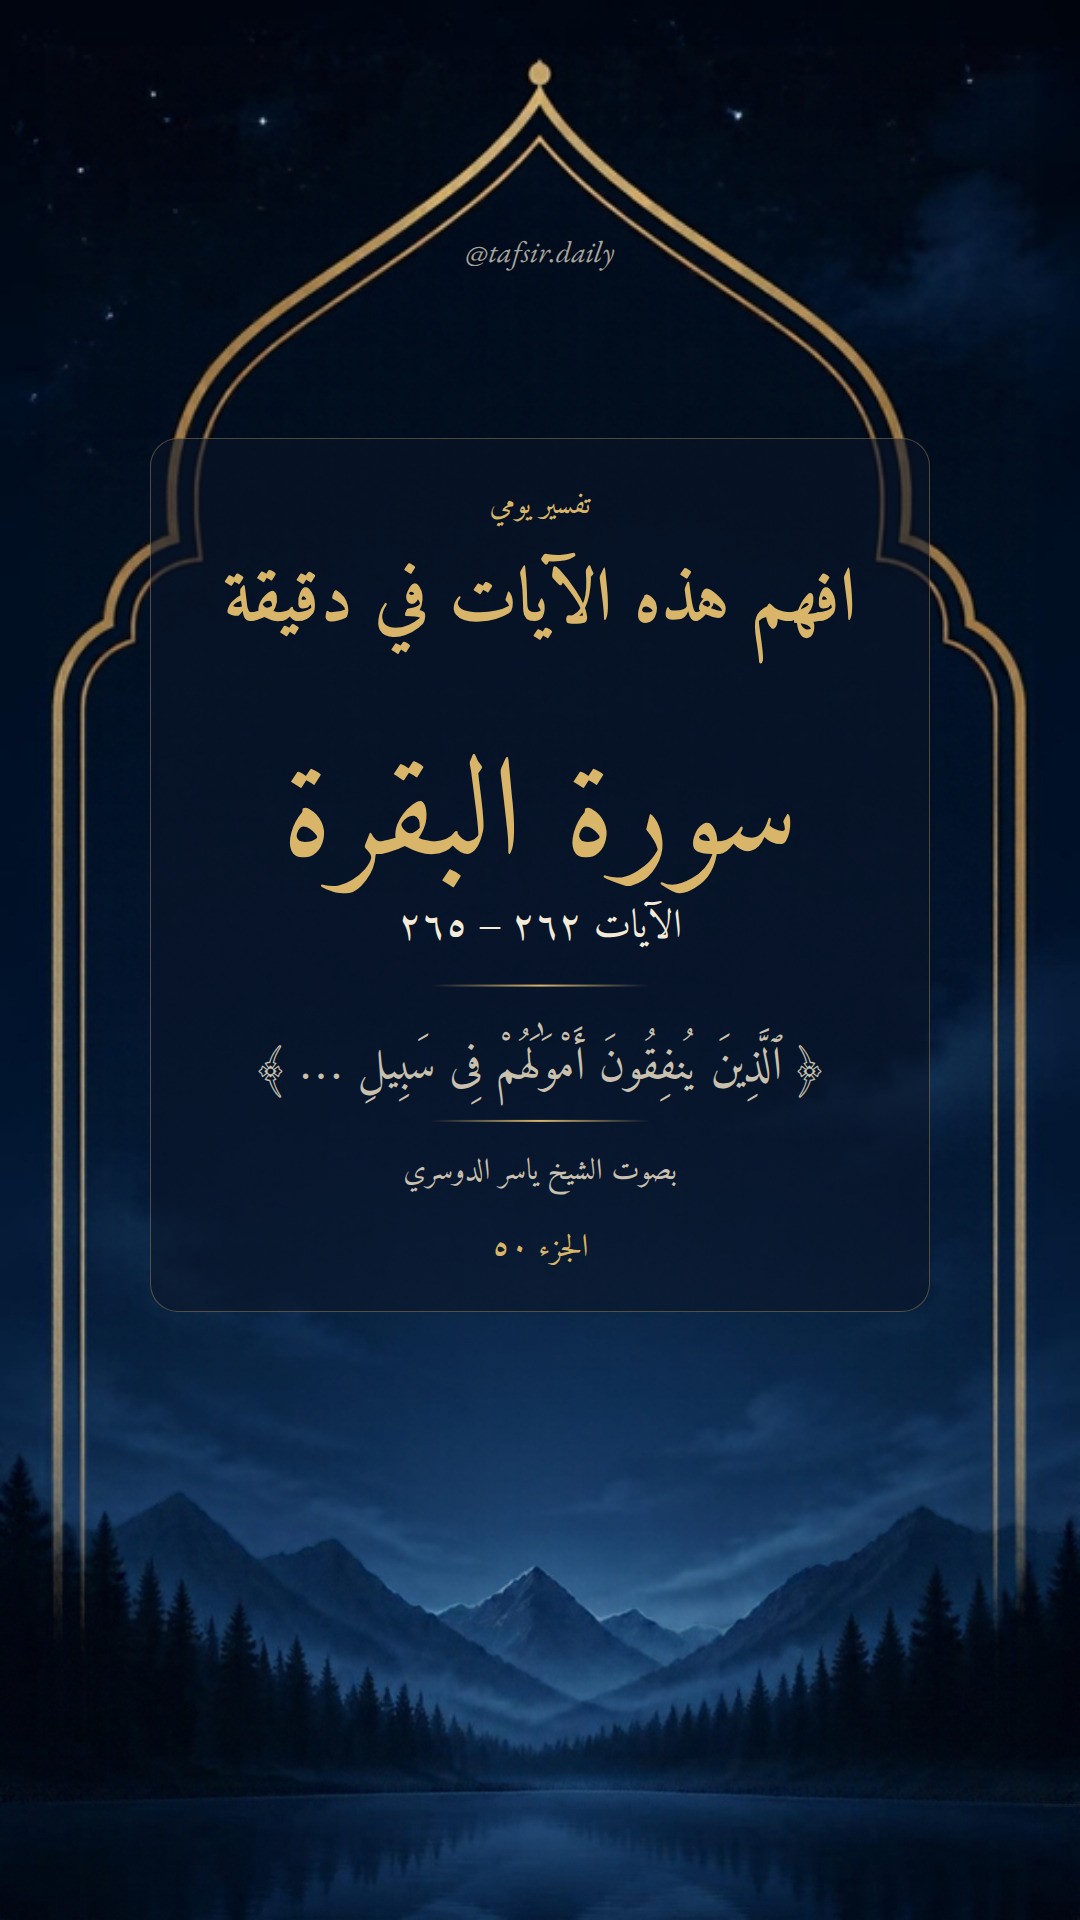 @tafsir.daily
تفسير يومي
افهم هذه الآيات في دقيقة
سورة البقرة
الآيات ٢٦٢ – ٢٦٥
﴿ ٱلَّذِينَ يُنفِقُونَ أَمْوَٰلَهُمْ فِى سَبِيلِ ... ﴾
بصوت الشيخ ياسر الدوسري
الجزء ٥٠